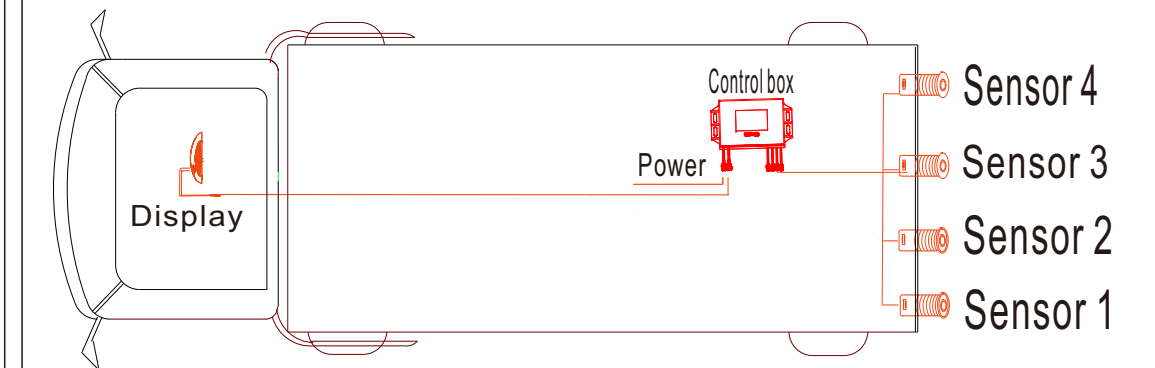 Control box
Sensor 4
Power
Sensor 3
Display
Sensor 2
Sensor 1